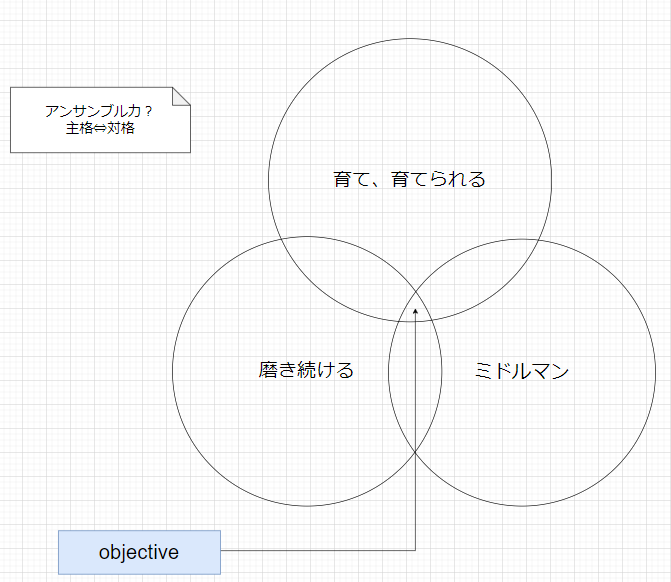 アンサンブル力？
主格⇔対格
育て、育てられる
磨き続ける
ミドルマン
objective